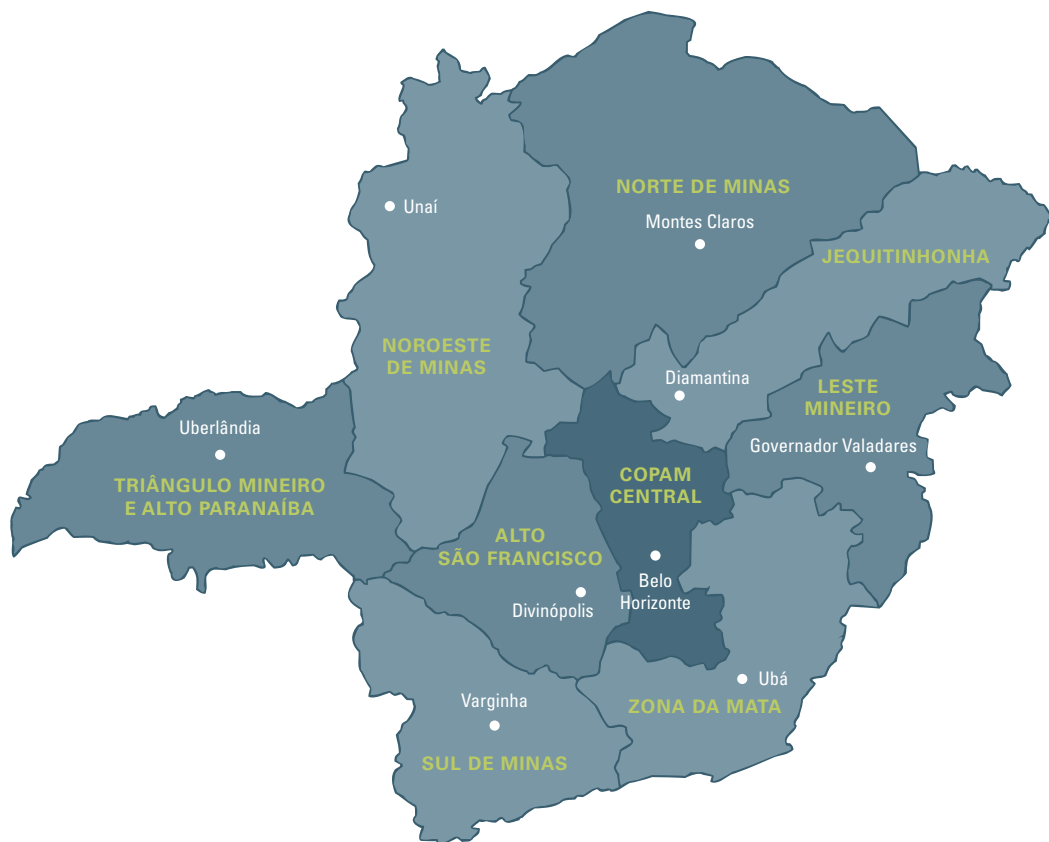 NORTE DE MINAS
Montes Claros
Unaí
JEQUITINHONHA
NOROESTE
DE MINAS
Diamantina
LESTE
MINEIRO
Governador Valadares
Uberlândia
TRIÂNGULO MINEIRO
E ALTO PARANAÍBA
COPAM
CENTRAL
Belo
Horizonte
ALTO
SÃO FRANCISCO
Divinópolis
Ubá
ZONA DA MATA
Varginha
SUL DE MINAS